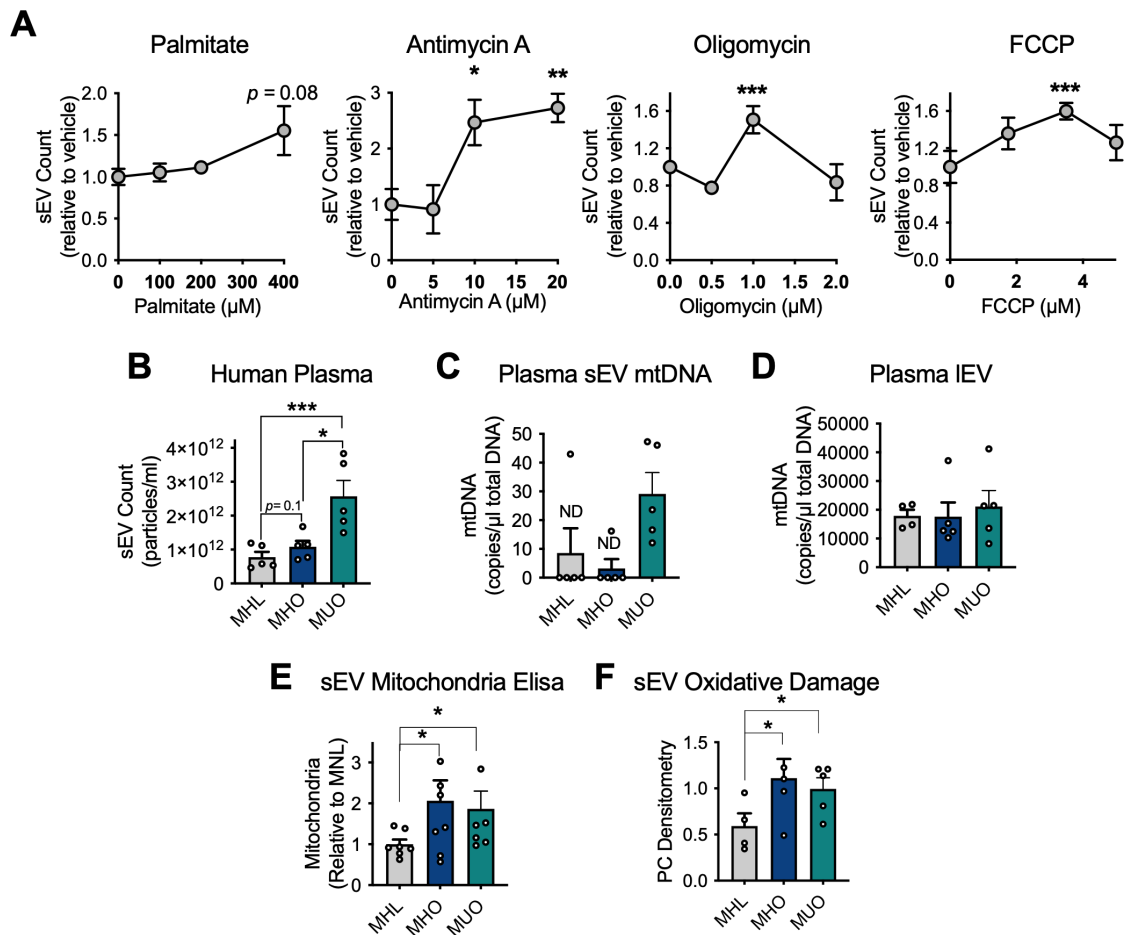 A
Palmitate
Antimycin A
Oligomycin
FCCP
sEV Count
(relative to vehicle)
2.0
1.5
1.0
0.5
0.0
p = 0.08
0 100 200 300 400
Palmitate (µM)
sEV Count
(relative to vehicle)
3
2
1
0
*
**
0 5 10 15 20
Antimycin A (µM)
sEV Count
(relative to vehicle)
1.6
1.2
0.8
0.4
0.0
***
0.0 0.5 1.0 1.5 2.0
Oligomycin (µM)
sEV Count
(relative to vehicle)
1.6
1.2
0.8
0.4
0.0
***
0 2 4
FCCP (µM)
B
Human Plasma
sEV Count
(particles/ml)
4×10¹²
3×10¹²
2×10¹²
1×10¹²
0
***
*
p= 0.1
MHL MHO MUO
C
Plasma sEV mtDNA
mtDNA
(copies/µl total DNA)
50
40
30
20
10
0
ND
ND
MHL MHO MUO
D
Plasma lEV
mtDNA
(copies/µl total DNA)
50000
40000
30000
20000
10000
0
MHL MHO MUO
E
sEV Mitochondria Elisa
Mitochondria
(Relative to MNL)
3
2
1
0
*
*
MHL MHO MUO
F
sEV Oxidative Damage
PC Densitometry
1.5
1.0
0.5
0.0
*
*
MHL MHO MUO